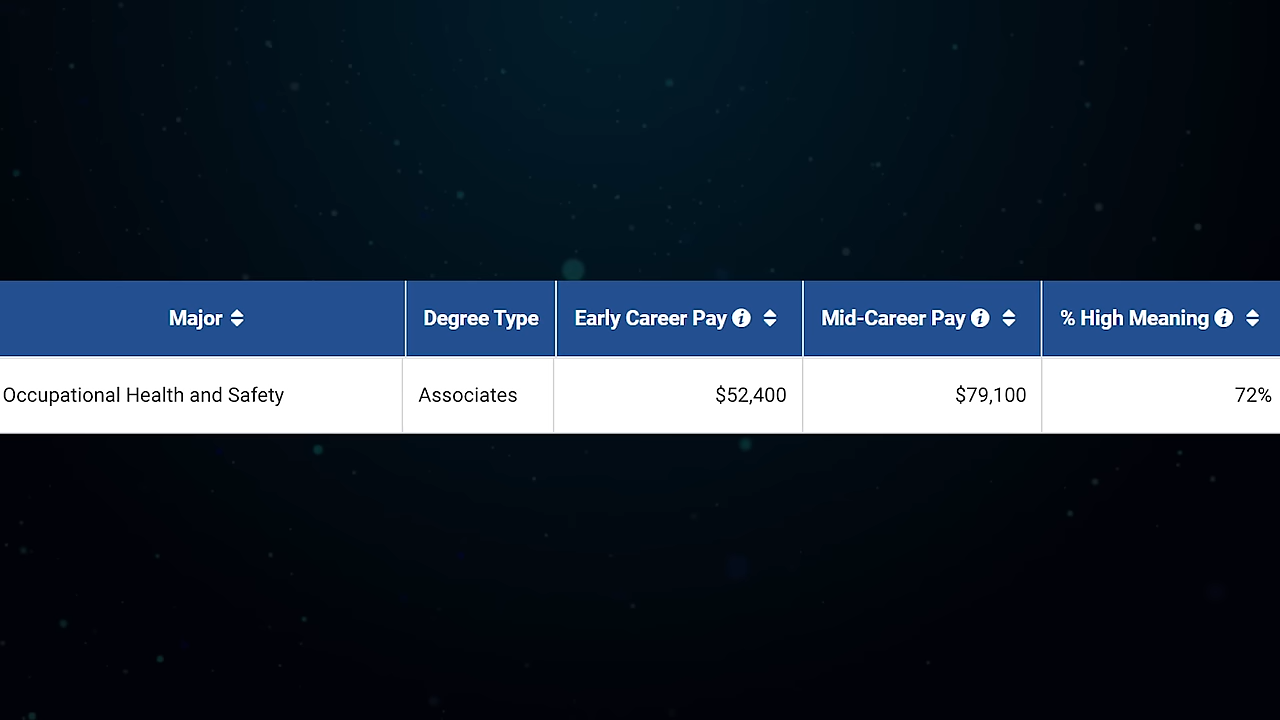 Major Degree Type Early Career Pay Mid-Career Pay % High Meaning
Occupational Health and Safety Associates $52,400 $79,100 72%